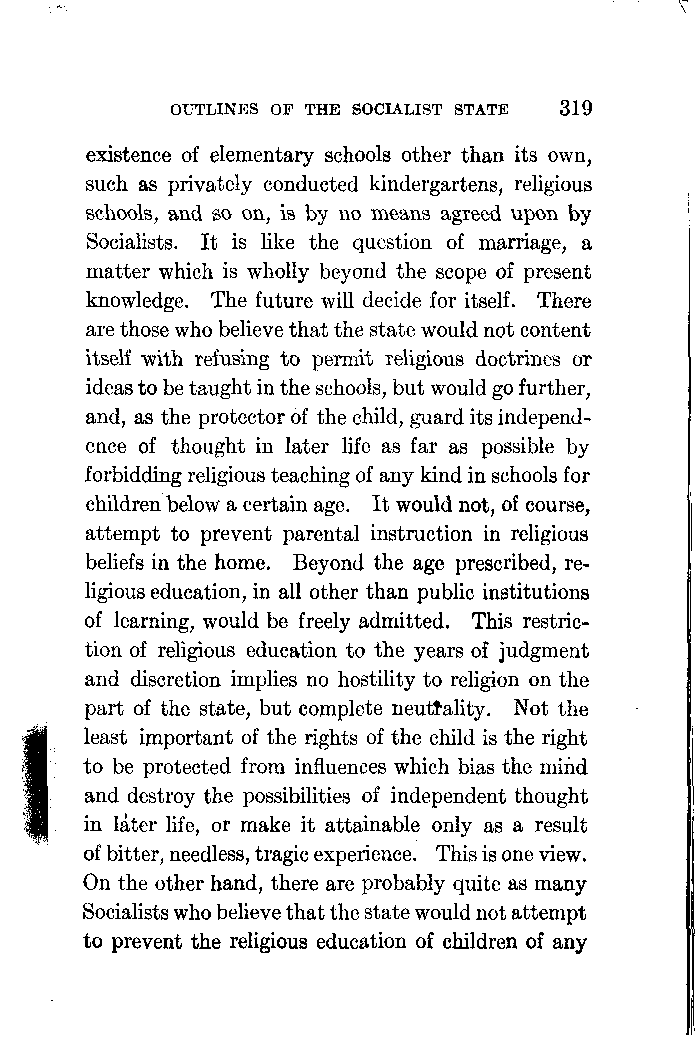 OUTLINES OF THE SOCIALIST STATE 319
existence of elementary schools other than its own,
such as privately conducted kindergartens, religious
schools, and so on, is by no means agreed upon by
Socialists. It is like the question of marriage, a
matter which is wholly beyond the scope of present
knowledge. The future will decide for itself. There
are those who believe that the state would not content
itself with refusing to permit religious doctrines or
ideas to be taught in the schools, but would go further,
and, as the protector of the child, guard its independ-
ence of thought in later life as far as possible by
forbidding religious teaching of any kind in schools for
children below a certain age. It would not, of course,
attempt to prevent parental instruction in religious
beliefs in the home. Beyond the age prescribed, re-
ligious education, in all other than public institutions
of learning, would be freely admitted. This restric-
tion of religious education to the years of judgment
and discretion implies no hostility to religion on the
part of the state, but complete neutrality. Not the
least important of the rights of the child is the right
to be protected from influences which bias the mind
and destroy the possibilities of independent thought
in later life, or make it attainable only as a result
of bitter, needless, tragic experience. This is one view.
On the other hand, there are probably quite as many
Socialists who believe that the state would not attempt
to prevent the religious education of children of any